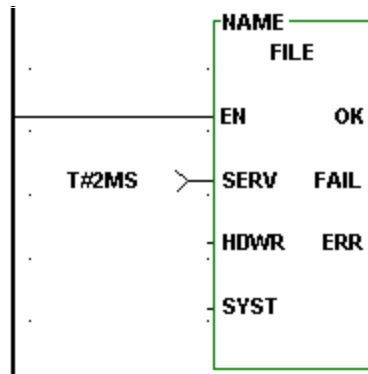 NAME
FILE
EN OK
T#2MS SERV FAIL
HDWR ERR
SYST